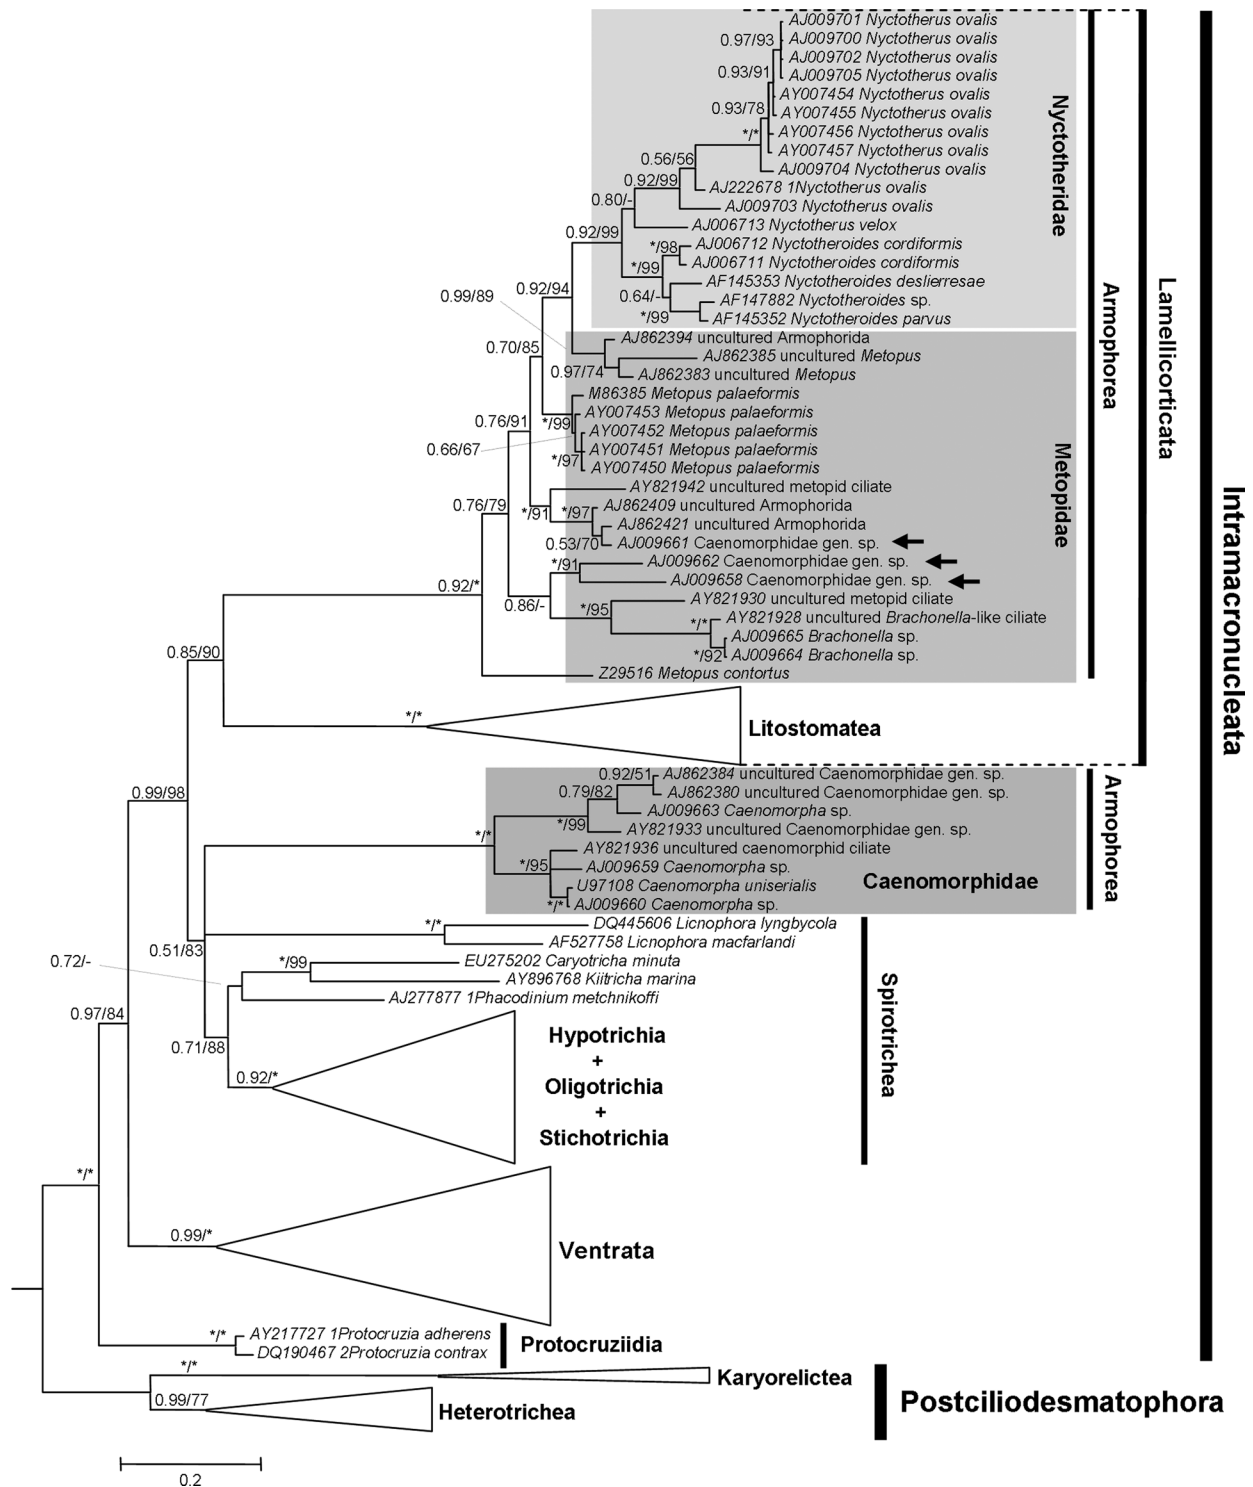 AJ009701 Nyctotherus ovalis
0.97/93
AJ009700 Nyctotherus ovalis
AJ009702 Nyctotherus ovalis
0.93/91
AJ009705 Nyctotherus ovalis
AY007454 Nyctotherus ovalis
0.93/78
AY007455 Nyctotherus ovalis
*/*
AY007456 Nyctotherus ovalis
AY007457 Nyctotherus ovalis
0.56/56
AJ009704 Nyctotherus ovalis
0.92/99
AJ222678 1Nyctotherus ovalis
0.80/-
AJ009703 Nyctotherus ovalis
AJ006713 Nyctotherus velox
0.92/99
*/98
AJ006712 Nyctotheroides cordiformis
*/99
AJ006711 Nyctotheroides cordiformis
AF145353 Nyctotheroides deslierresae
0.99/89
0.92/94
0.64/-
AF147882 Nyctotheroides sp.
*/99
AF145352 Nyctotheroides parvus
Nyctotheridae
AJ862394 uncultured Armophorida
0.70/85
AJ862385 uncultured Metopus
0.97/74
AJ862383 uncultured Metopus
M86385 Metopus palaeformis
AY007453 Metopus palaeformis
0.76/91
*/99
AY007452 Metopus palaeformis
0.66/67
AY007451 Metopus palaeformis
*/97
AY007450 Metopus palaeformis
AY821942 uncultured metopid ciliate
0.76/79
*/91
*/97
AJ862409 uncultured Armophorida
AJ862421 uncultured Armophorida
0.53/70
AJ009661 Caenomorphidae gen. sp.
*/91
AJ009662 Caenomorphidae gen. sp.
0.92/*
AJ009658 Caenomorphidae gen. sp.
0.86/-
*/95
AY821930 uncultured metopid ciliate
*/*
AY821928 uncultured Brachonella-like ciliate
AJ009665 Brachonella sp.
*/92
AJ009664 Brachonella sp.
Z29516 Metopus contortus
Metopidae
Armophorea
Lamellicorticata
Intramacronucleata
0.85/90
*/*
Litostomatea
0.99/98
0.92/51
AJ862384 uncultured Caenomorphidae gen. sp.
0.79/82
AJ862380 uncultured Caenomorphidae gen. sp.
AJ009663 Caenomorpha sp.
*/*
*/99
AY821933 uncultured Caenomorphidae gen. sp.
AY821936 uncultured caenomorphid ciliate
*/95
AJ009659 Caenomorpha sp.
U97108 Caenomorpha uniserialis
*/*
AJ009660 Caenomorpha sp.
Caenomorphidae
Armophorea
*/*
DQ445606 Licnophora lyngbycola
AF527758 Licnophora macfarlandi
0.51/83
0.72/-
*/99
EU275202 Caryotricha minuta
AY896768 Kiitricha marina
AJ277877 1Phacodinium metchnikoffi
0.97/84
0.71/88
0.92/*
Hypotrichia
+
Oligotrichia
+
Stichotrichia
Spirotrichea
*/*
0.99/*
Ventrata
*/*
AY217727 1Protocruzia adherens
DQ190467 2Protocruzia contrax
Protocruziidia
*/*
Karyorelictea
0.99/77
Heterotrichea
Postciliodesmatophora
0.2